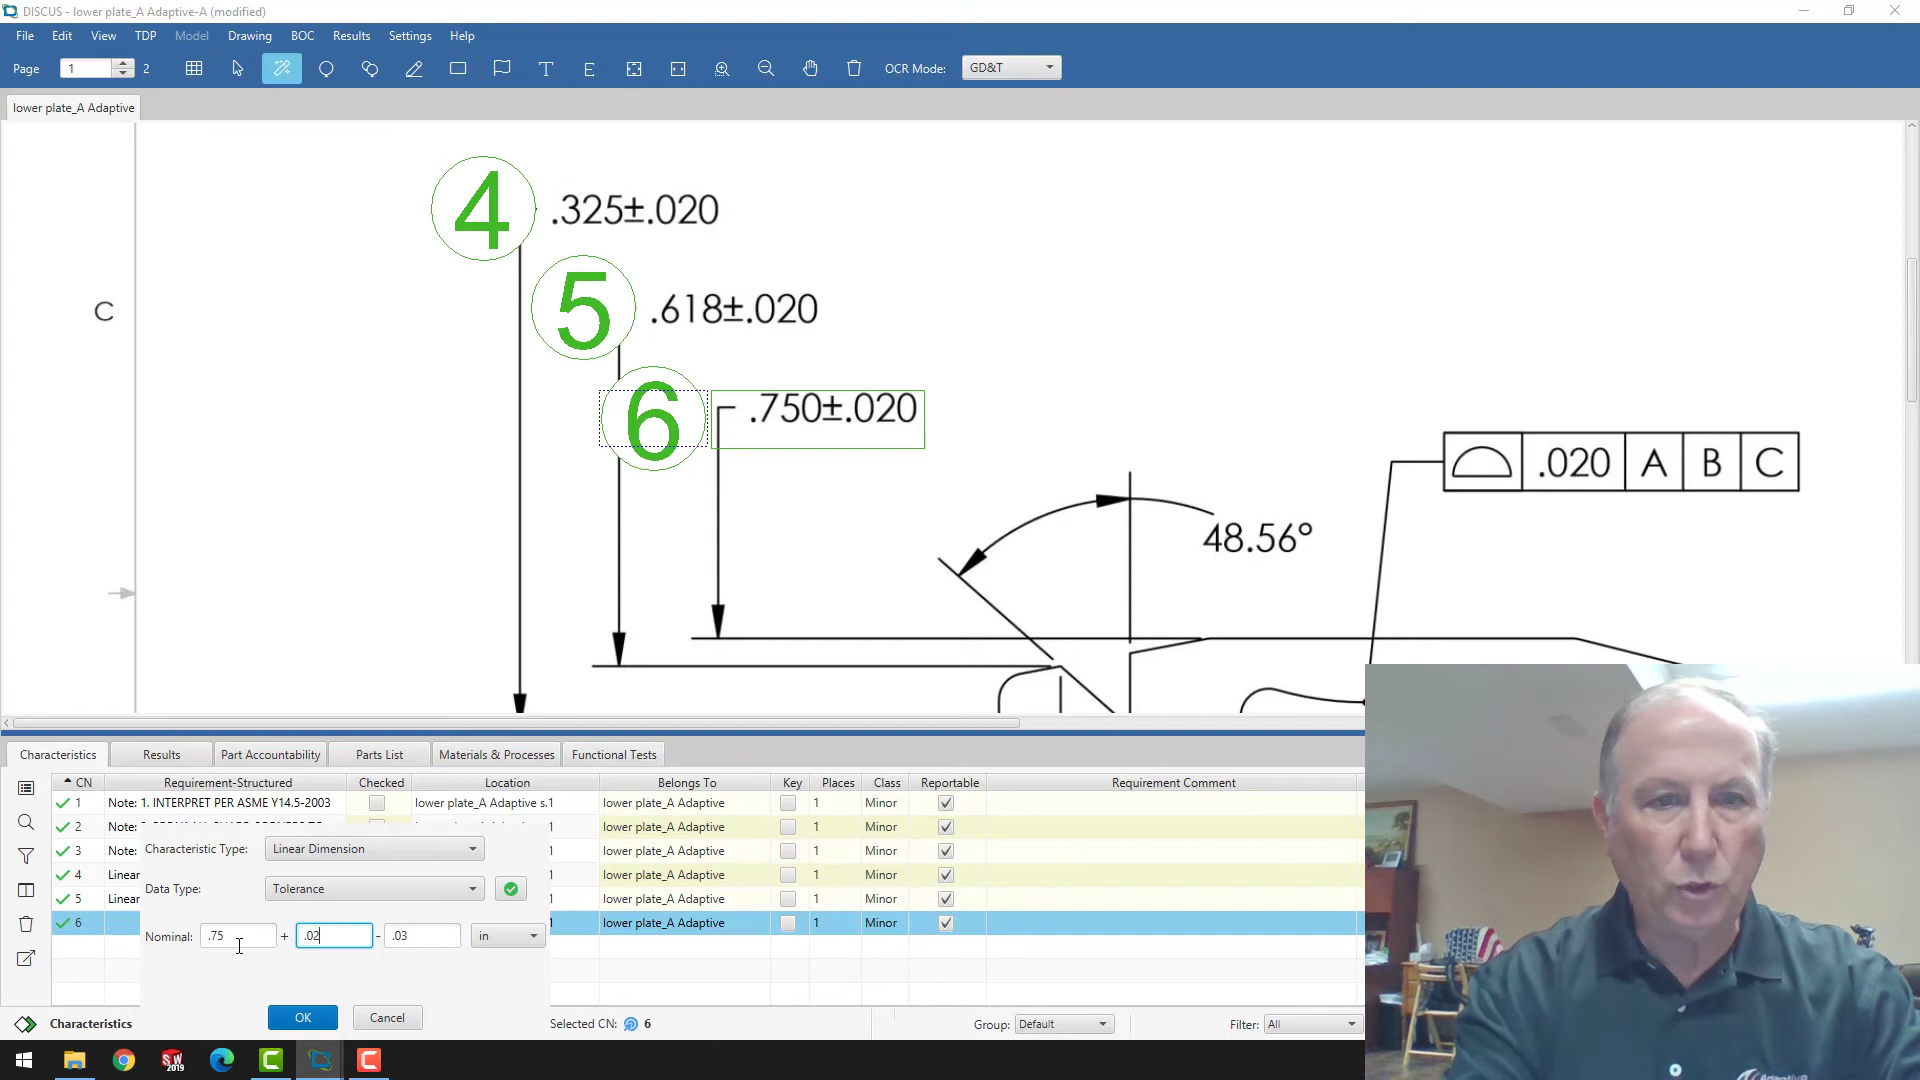 DISCUS - lower plate_A Adaptive-A (modified)
File Edit View TDP Model Drawing BOC Results Settings Help
Page 1 2 T E OCR Mode: GD&T
lower plate_A Adaptive
4 .325±.020
5 .618±.020
C
6 .750±.020
.020 A B C
48.56°
Characteristics Results Part Accountability Parts List Materials & Processes Functional Tests
CN Requirement-Structured Checked Location Belongs To Key Places Class Reportable Requirement Comment
1 Note: 1. INTERPRET PER ASME Y14.5-2003 lower plate_A Adaptive s.1 lower plate_A Adaptive 1 Minor
2 Note: 1 lower plate_A Adaptive 1 Minor
3 Note: 1 lower plate_A Adaptive 1 Minor
4 Linear 1 lower plate_A Adaptive 1 Minor
5 Linear 1 lower plate_A Adaptive 1 Minor
6 1 lower plate_A Adaptive 1 Minor
Characteristic Type: Linear Dimension
Data Type: Tolerance
Nominal: .75 + .02 - .03 in
OK Cancel
Characteristics Selected CN: 6 Group: Default Filter: All
SW 2019
Adaptive